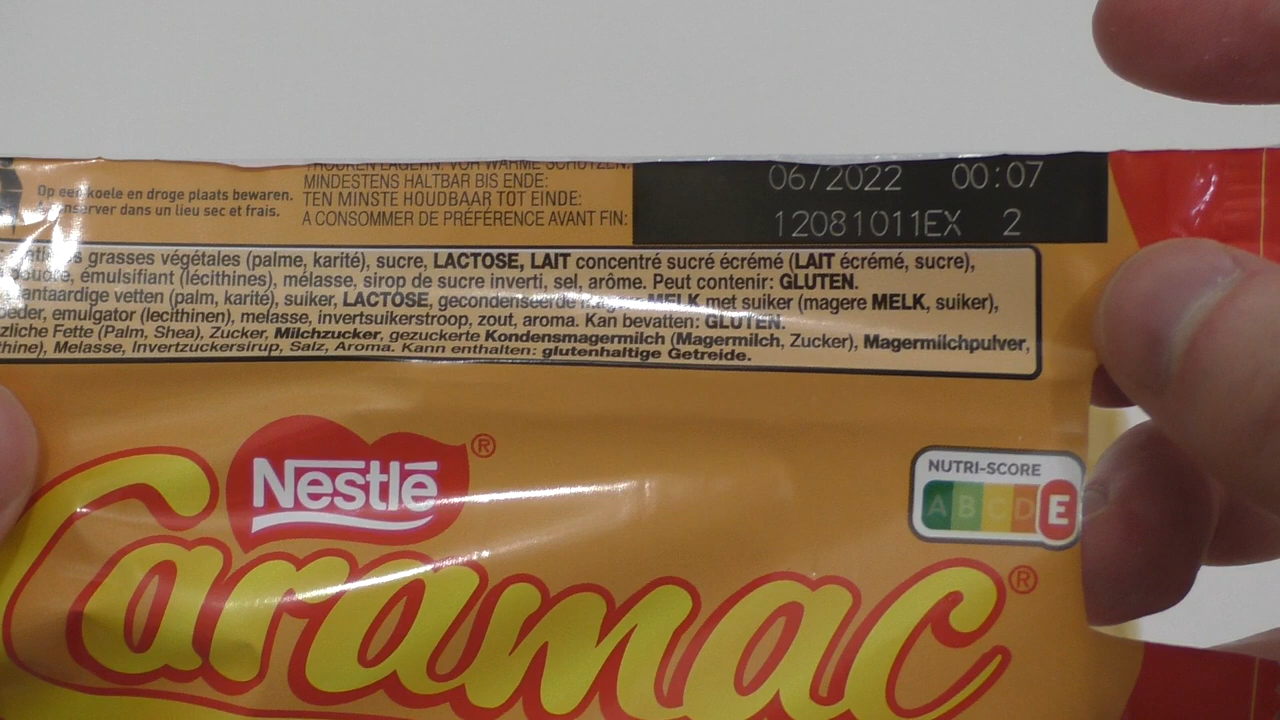 TROCKEN LAGERN. VOR WÄRME SCHÜTZEN.
MINDESTENS HALTBAR BIS ENDE:
TEN MINSTE HOUDBAAR TOT EINDE:
À CONSOMMER DE PRÉFÉRENCE AVANT FIN:
Op een koele en droge plaats bewaren.
À conserver dans un lieu sec et frais.
06/2022 00:07
12081011EX 2
grasses végétales (palme, karité), sucre, LACTOSE, LAIT concentré sucré écrémé (LAIT écrémé, sucre),
poudre, émulsifiant (lécithines), mélasse, sirop de sucre inverti, sel, arôme. Peut contenir: GLUTEN.
antaardige vetten (palm, karité), suiker, LACTOSE, gecondenseerde magere MELK met suiker (magere MELK, suiker),
oeder, emulgator (lecithinen), melasse, invertsuikerstroop, zout, aroma. Kan bevatten: GLUTEN.
zliche Fette (Palm, Shea), Zucker, Milchzucker, gezuckerte Kondensmagermilch (Magermilch, Zucker), Magermilchpulver,
thine), Melasse, Invertzuckersirup, Salz, Aroma. Kann enthalten: glutenhaltige Getreide.
Nestlé®
NUTRI-SCORE
A B C D E
Caramac®